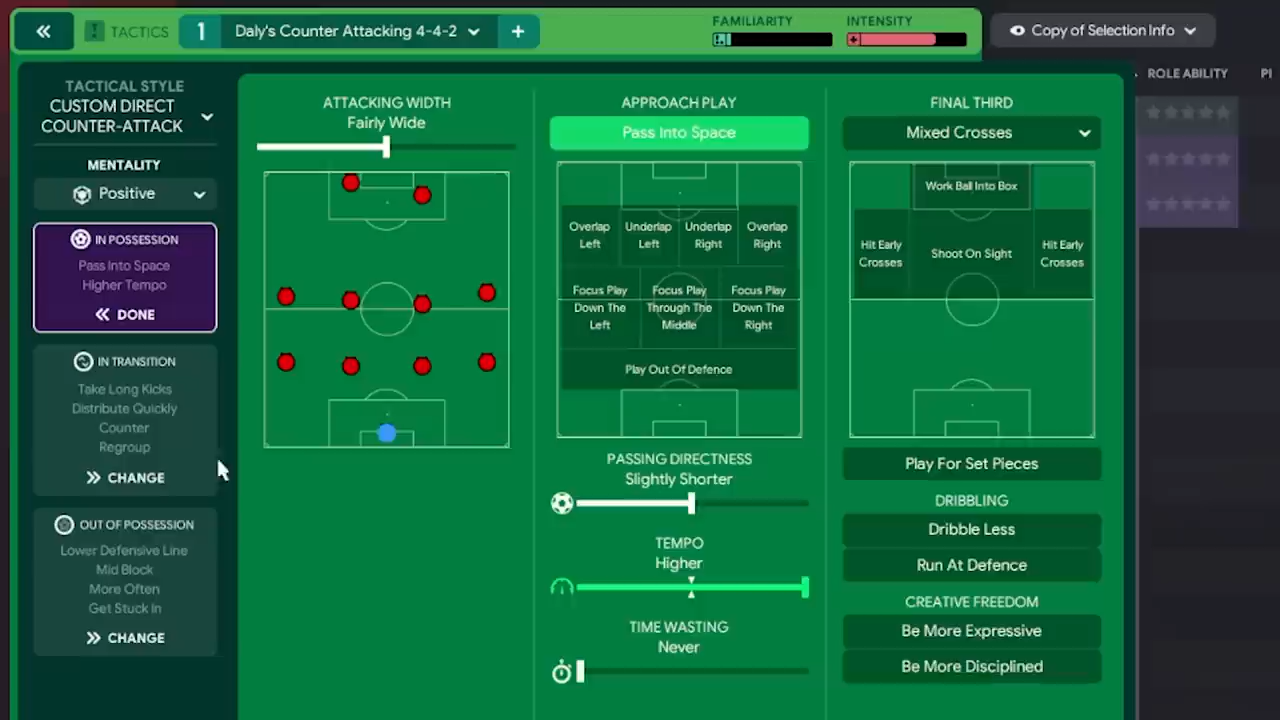 TACTICS
1
Daly's Counter Attacking 4-4-2
+
FAMILIARITY
INTENSITY
Copy of Selection Info
ROLE ABILITY
PI
TACTICAL STYLE
CUSTOM DIRECT
COUNTER-ATTACK
MENTALITY
Positive
IN POSSESSION
Pass Into Space
Higher Tempo
DONE
IN TRANSITION
Take Long Kicks
Distribute Quickly
Counter
Regroup
CHANGE
OUT OF POSSESSION
Lower Defensive Line
Mid Block
More Often
Get Stuck In
CHANGE
ATTACKING WIDTH
Fairly Wide
APPROACH PLAY
Pass Into Space
Overlap
Left
Underlap
Left
Underlap
Right
Overlap
Right
Focus Play
Down The
Left
Focus Play
Through The
Middle
Focus Play
Down The
Right
Play Out Of Defence
PASSING DIRECTNESS
Slightly Shorter
TEMPO
Higher
TIME WASTING
Never
FINAL THIRD
Mixed Crosses
Work Ball Into Box
Hit Early
Crosses
Shoot On Sight
Hit Early
Crosses
Play For Set Pieces
DRIBBLING
Dribble Less
Run At Defence
CREATIVE FREEDOM
Be More Expressive
Be More Disciplined